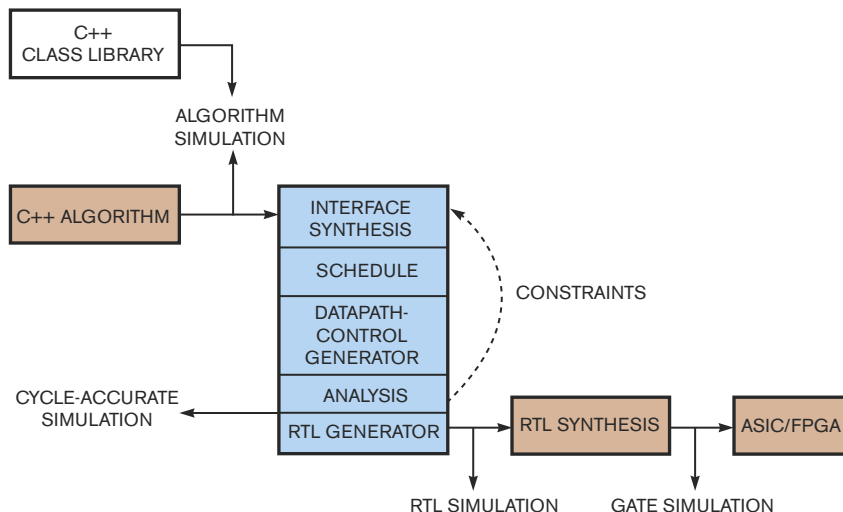 C++
CLASS LIBRARY
ALGORITHM
SIMULATION
C++ ALGORITHM
INTERFACE
SYNTHESIS
SCHEDULE
DATAPATH-
CONTROL
GENERATOR
ANALYSIS
RTL GENERATOR
CONSTRAINTS
CYCLE-ACCURATE
SIMULATION
RTL SYNTHESIS
ASIC/FPGA
RTL SIMULATION
GATE SIMULATION